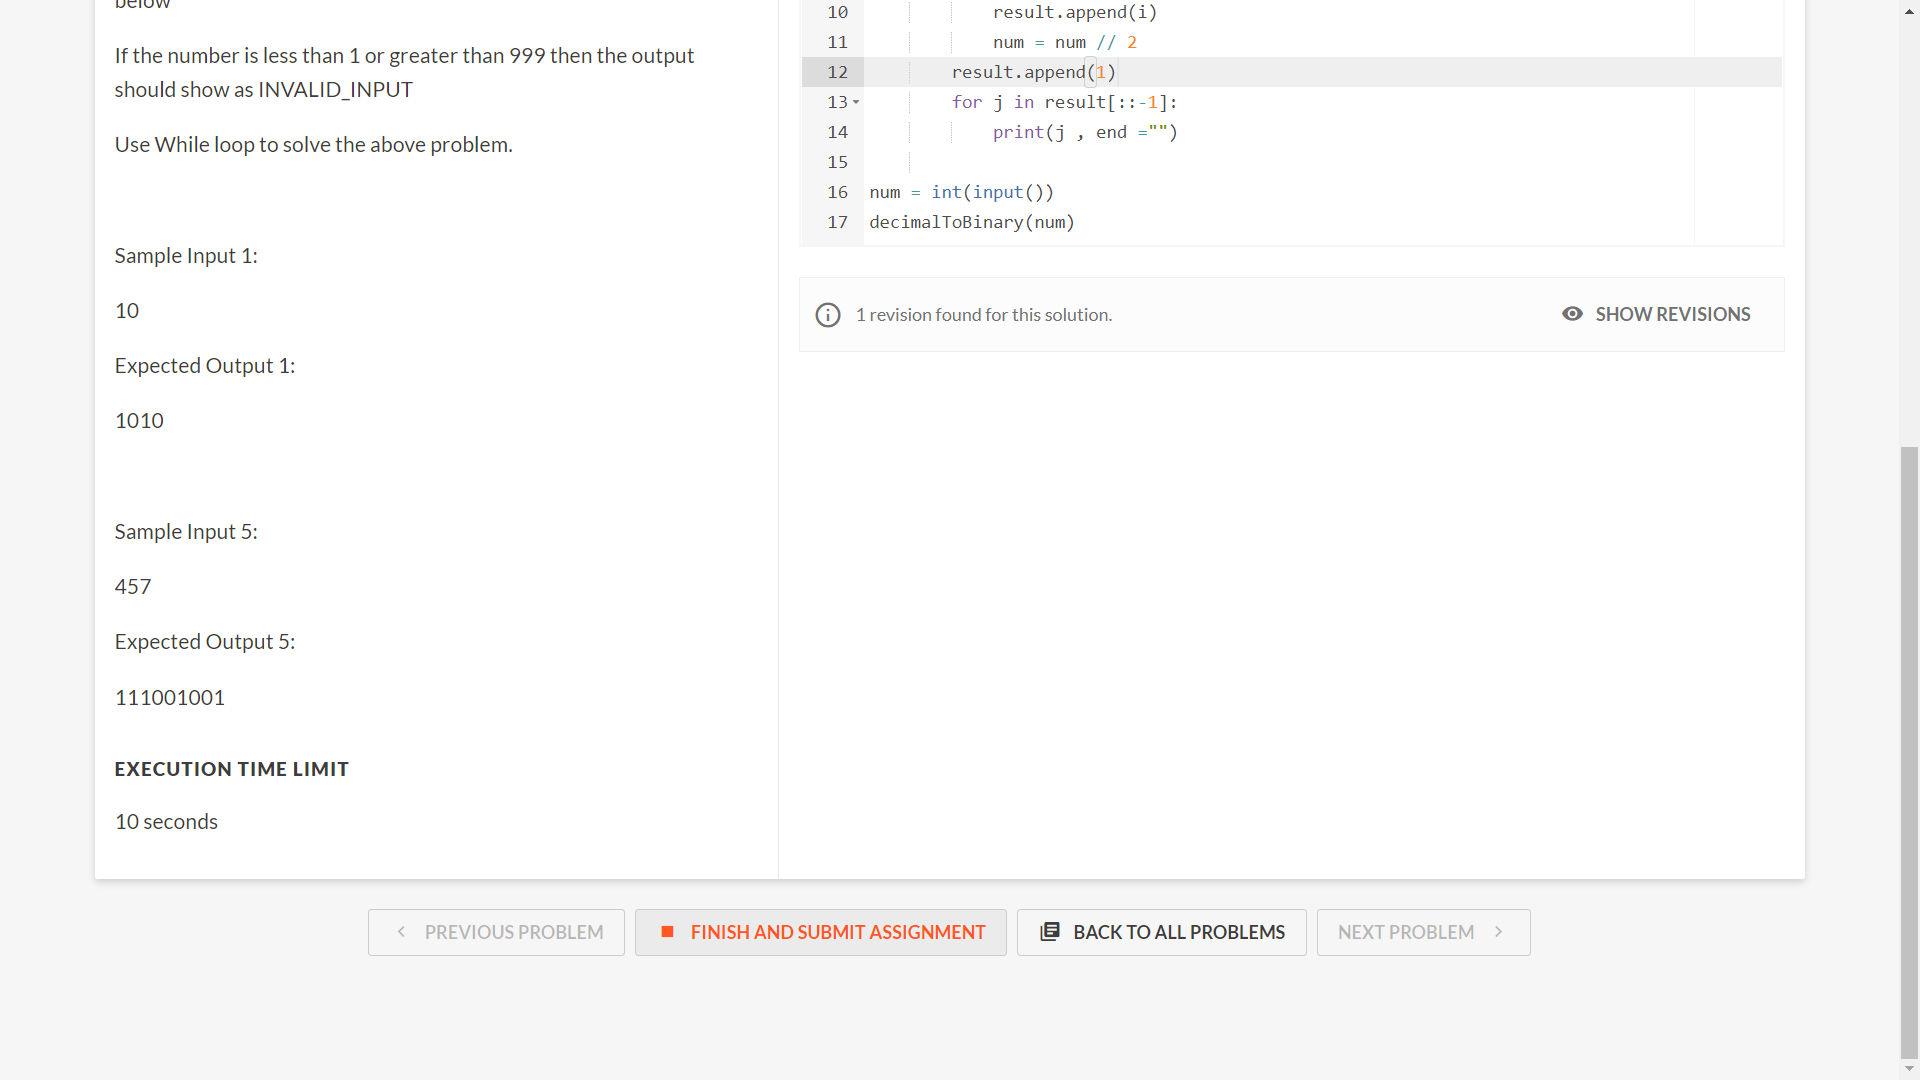 below
If the number is less than 1 or greater than 999 then the output
should show as INVALID_INPUT
Use While loop to solve the above problem.
Sample Input 1:
10
Expected Output 1:
1010
Sample Input 5:
457
Expected Output 5:
111001001
EXECUTION TIME LIMIT
10 seconds
10 result.append(i)
11 num = num // 2
12 result.append(1)
13 for j in result[::-1]:
14 print(j , end ="")
15
16 num = int(input())
17 decimalToBinary(num)
1 revision found for this solution.
SHOW REVISIONS
PREVIOUS PROBLEM
FINISH AND SUBMIT ASSIGNMENT
BACK TO ALL PROBLEMS
NEXT PROBLEM